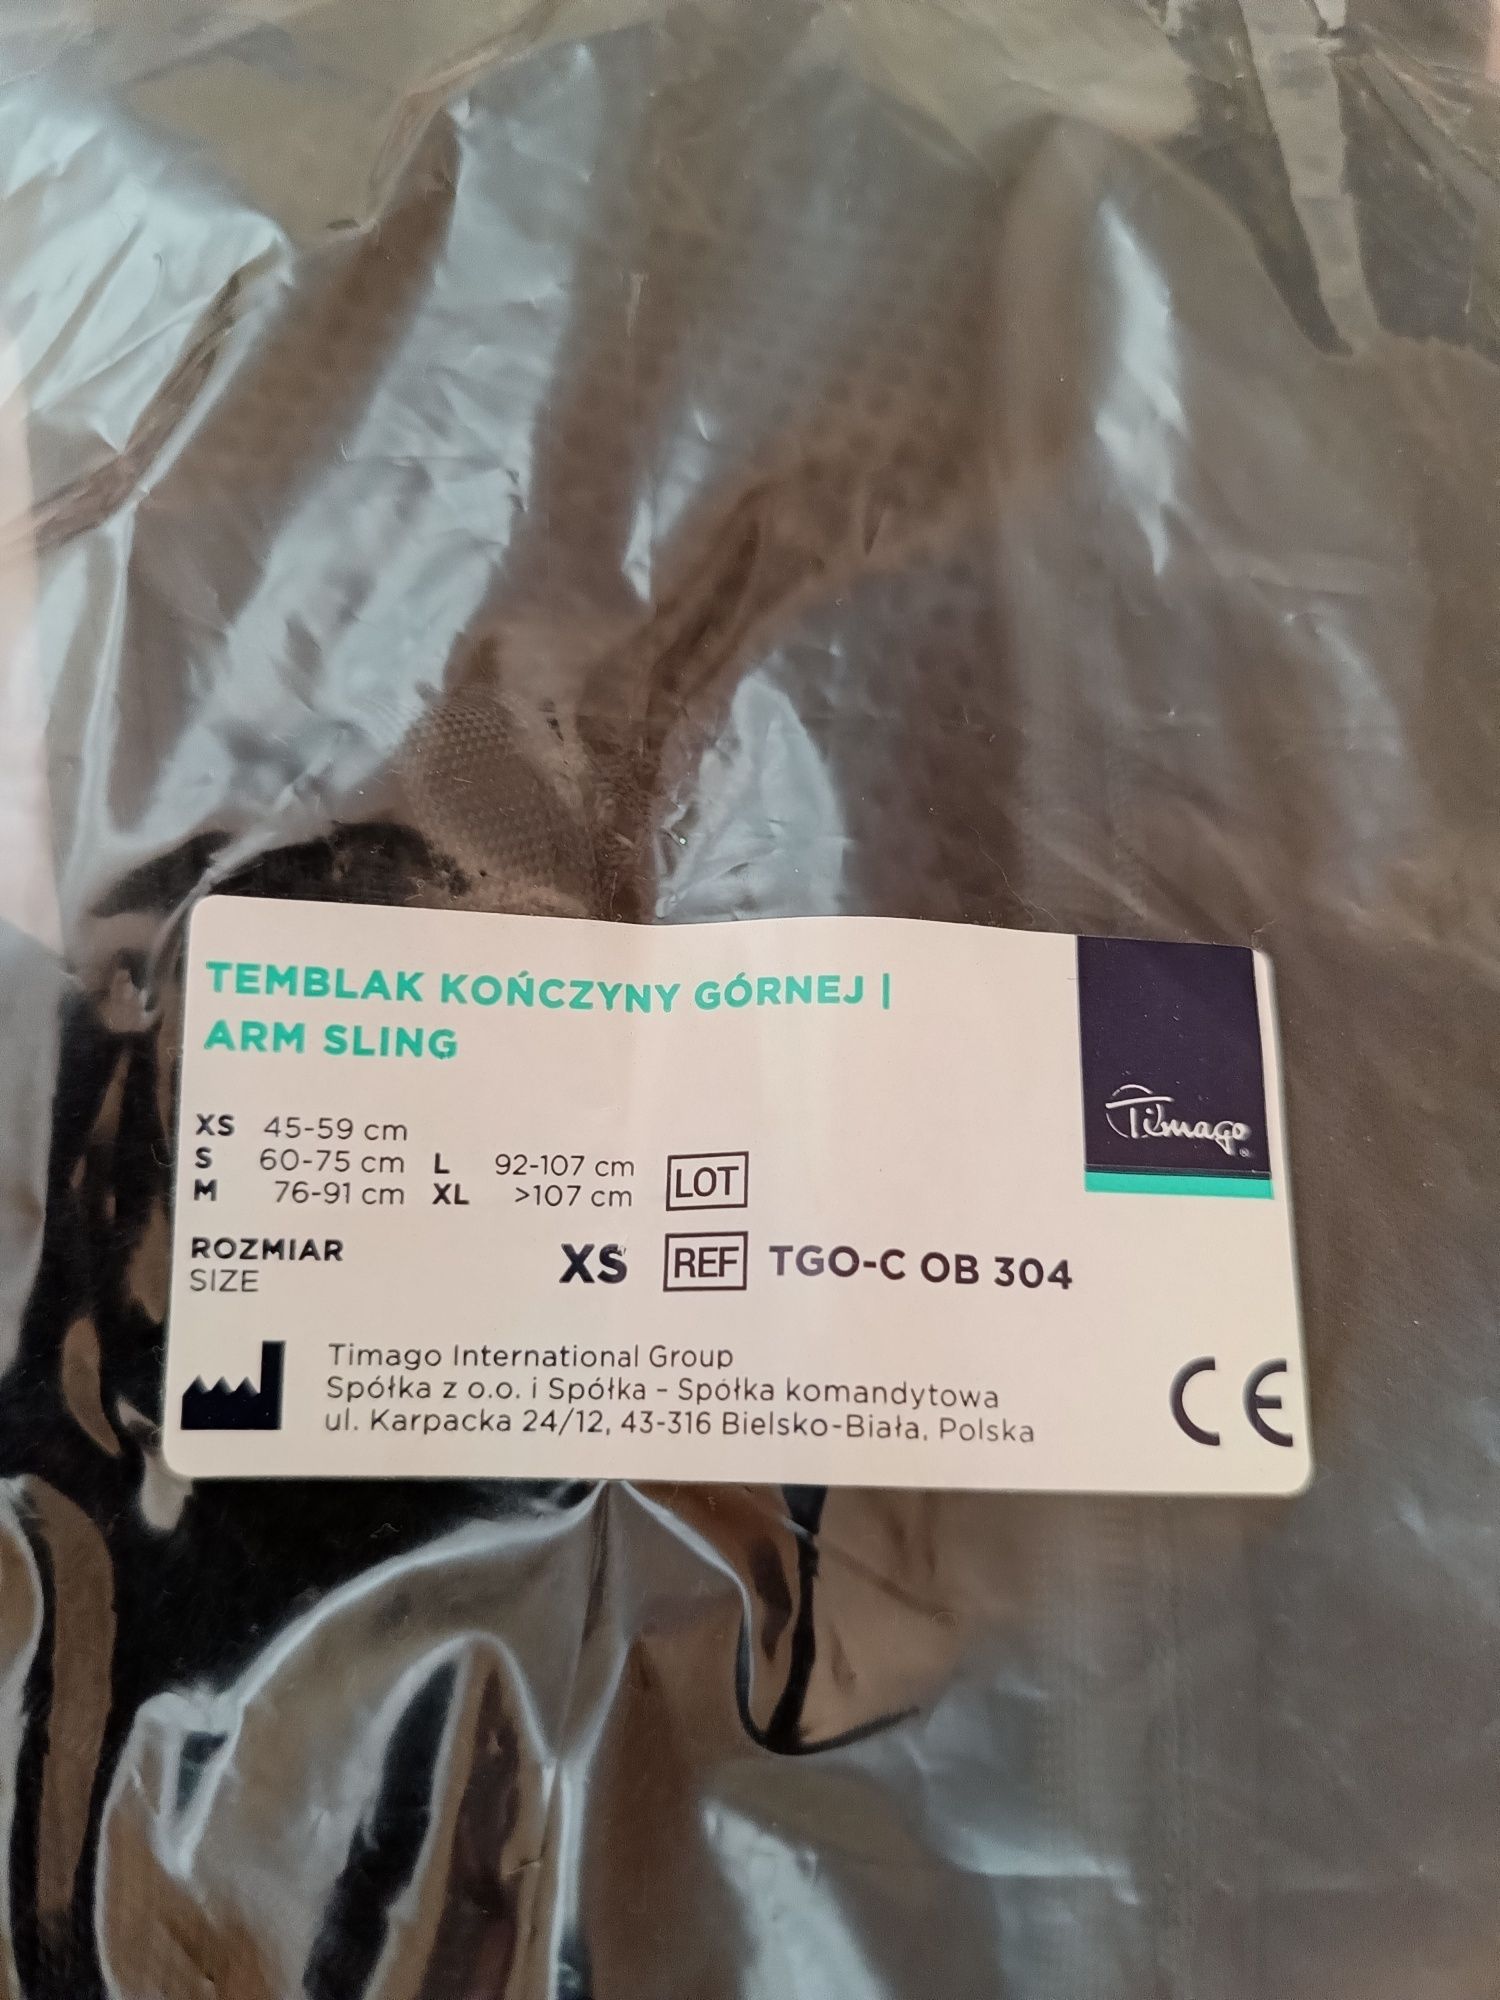 TEMBLAK KOŃCZYNY GÓRNEJ |
ARM SLING
Timago®
XS 45-59 cm
S 60-75 cm L 92-107 cm
M 76-91 cm XL >107 cm
LOT
ROZMIAR
SIZE
XS REF TGO-C OB 304
Timago International Group
Spółka z o.o. i Spółka - Spółka komandytowa
ul. Karpacka 24/12, 43-316 Bielsko-Biała, Polska
CE